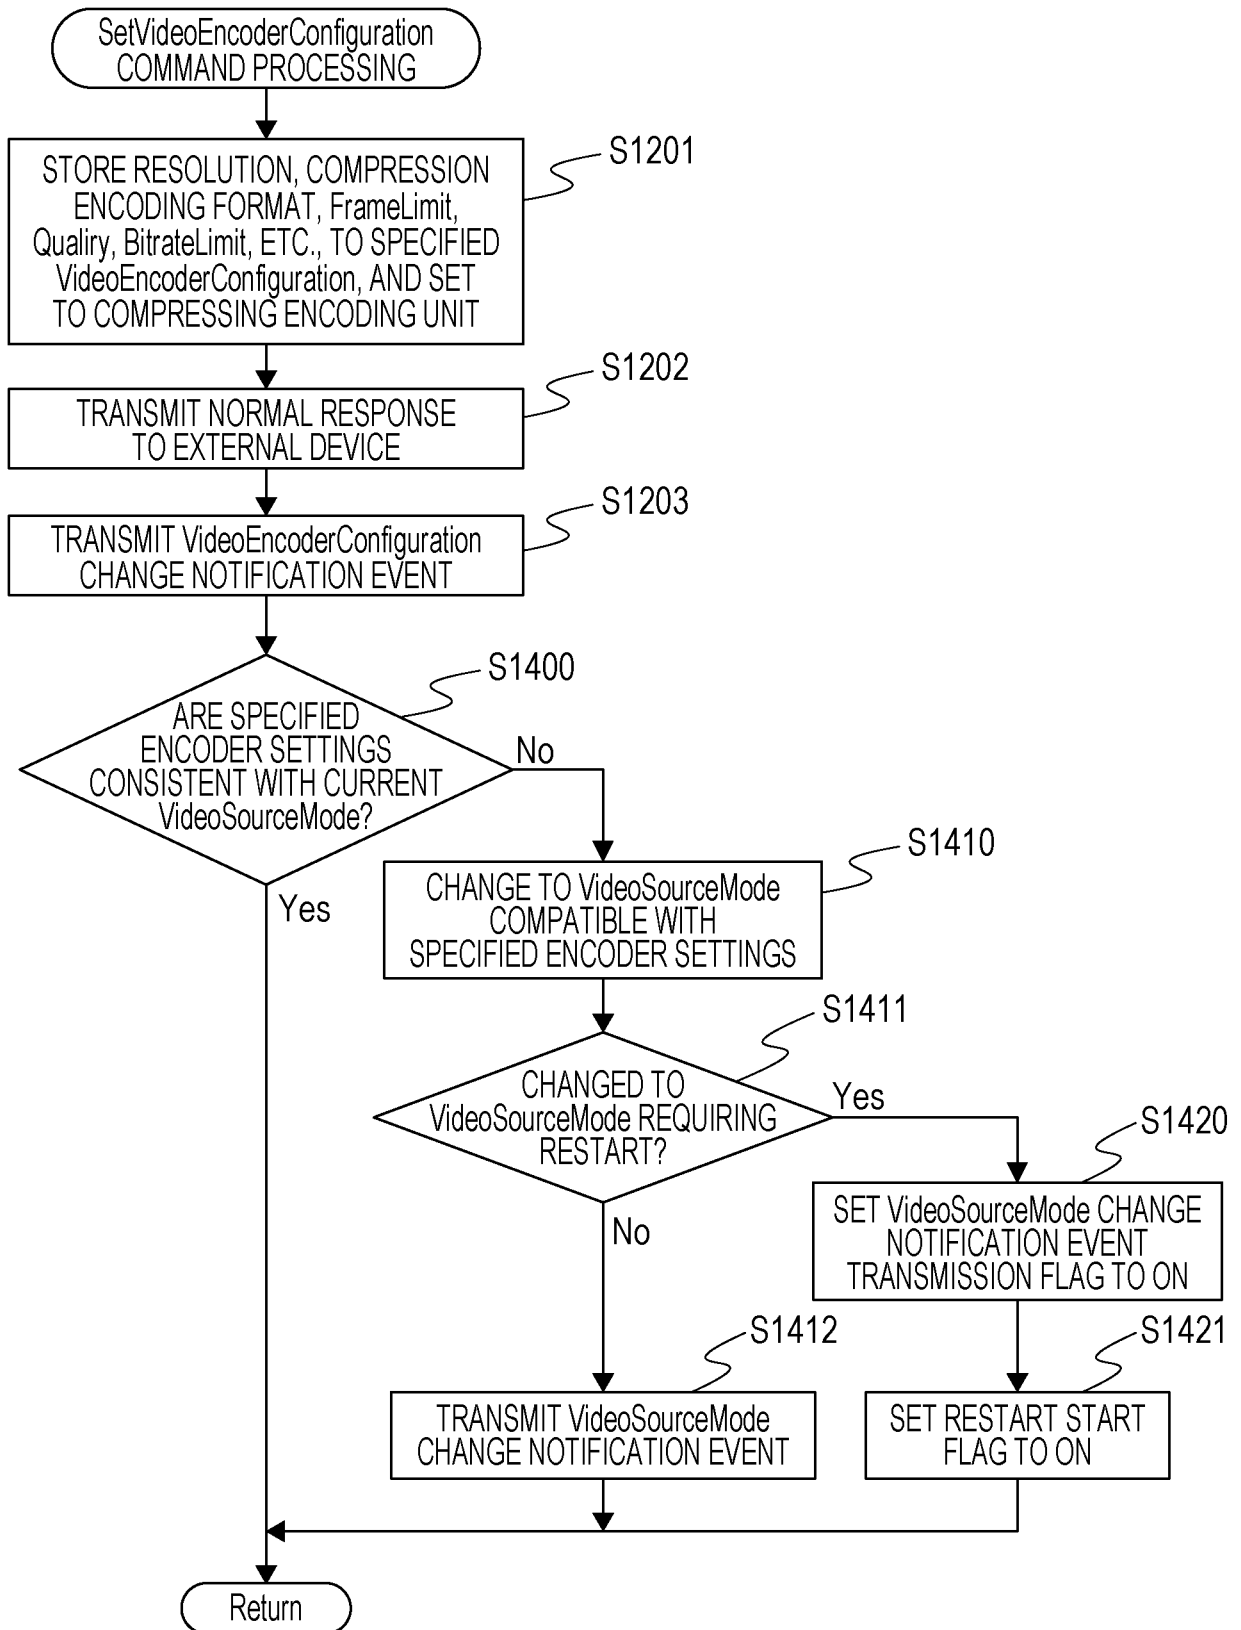 SetVideoEncoderConfiguration
COMMAND PROCESSING
S1201
STORE RESOLUTION, COMPRESSION
ENCODING FORMAT, FrameLimit,
Qualiry, BitrateLimit, ETC., TO SPECIFIED
VideoEncoderConfiguration, AND SET
TO COMPRESSING ENCODING UNIT
S1202
TRANSMIT NORMAL RESPONSE
TO EXTERNAL DEVICE
S1203
TRANSMIT VideoEncoderConfiguration
CHANGE NOTIFICATION EVENT
S1400
ARE SPECIFIED
ENCODER SETTINGS
CONSISTENT WITH CURRENT
VideoSourceMode?
No
Yes
S1410
CHANGE TO VideoSourceMode
COMPATIBLE WITH
SPECIFIED ENCODER SETTINGS
S1411
CHANGED TO
VideoSourceMode REQUIRING
RESTART?
Yes
No
S1420
SET VideoSourceMode CHANGE
NOTIFICATION EVENT
TRANSMISSION FLAG TO ON
S1412
TRANSMIT VideoSourceMode
CHANGE NOTIFICATION EVENT
S1421
SET RESTART START
FLAG TO ON
Return